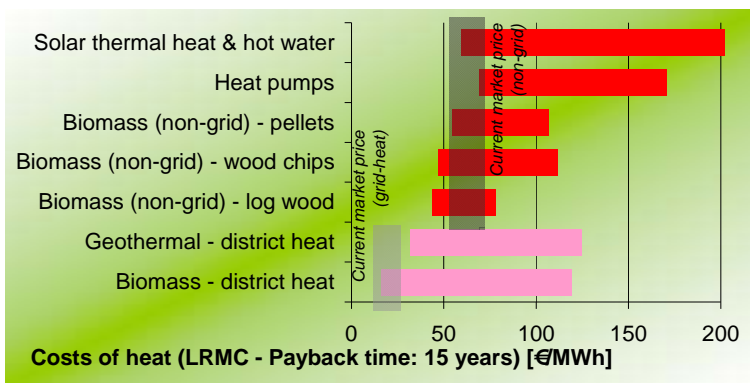 Solar thermal heat & hot water
Heat pumps
Biomass (non-grid) - pellets
Biomass (non-grid) - wood chips
Biomass (non-grid) - log wood
Geothermal - district heat
Biomass - district heat
Current market price
(grid-heat)
Current market price
(non-grid)
0 50 100 150 200
Costs of heat (LRMC - Payback time: 15 years) [€/MWh]